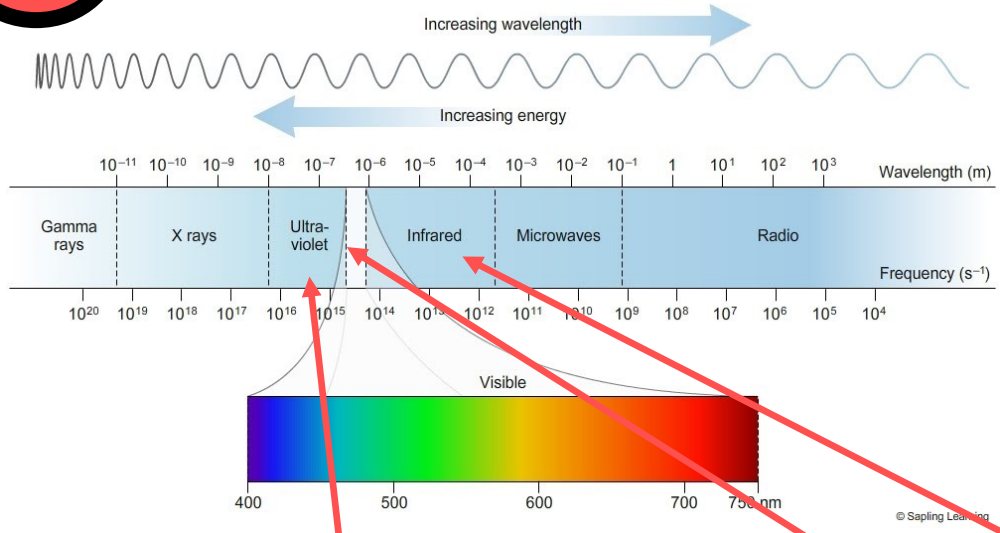 Increasing wavelength
Increasing energy
10⁻¹¹ 10⁻¹⁰ 10⁻⁹ 10⁻⁸ 10⁻⁷ 10⁻⁶ 10⁻⁵ 10⁻⁴ 10⁻³ 10⁻² 10⁻¹ 1 10¹ 10² 10³ Wavelength (m)
Gamma
rays
X rays
Ultra-
violet
Infrared
Microwaves
Radio
Frequency (s⁻¹)
10²⁰ 10¹⁹ 10¹⁸ 10¹⁷ 10¹⁶ 10¹⁵ 10¹⁴ 10¹³ 10¹² 10¹¹ 10¹⁰ 10⁹ 10⁸ 10⁷ 10⁶ 10⁵ 10⁴
Visible
400 500 600 700 750 nm
© Sapling Learning